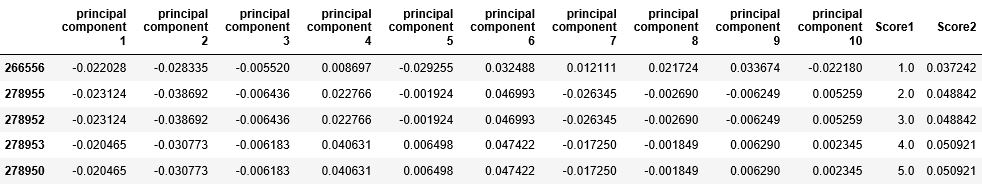 principal component 1 principal component 2 principal component 3 principal component 4 principal component 5 principal component 6 principal component 7 principal component 8 principal component 9 principal component 10 Score1 Score2
266556 -0.022028 -0.028335 -0.005520 0.008697 -0.029255 0.032488 0.012111 0.021724 0.033674 -0.022180 1.0 0.037242
278955 -0.023124 -0.038692 -0.006436 0.022766 -0.001924 0.046993 -0.026345 -0.002690 -0.006249 0.005259 2.0 0.048842
278952 -0.023124 -0.038692 -0.006436 0.022766 -0.001924 0.046993 -0.026345 -0.002690 -0.006249 0.005259 3.0 0.048842
278953 -0.020465 -0.030773 -0.006183 0.040631 0.006498 0.047422 -0.017250 -0.001849 0.006290 0.002345 4.0 0.050921
278950 -0.020465 -0.030773 -0.006183 0.040631 0.006498 0.047422 -0.017250 -0.001849 0.006290 0.002345 5.0 0.050921